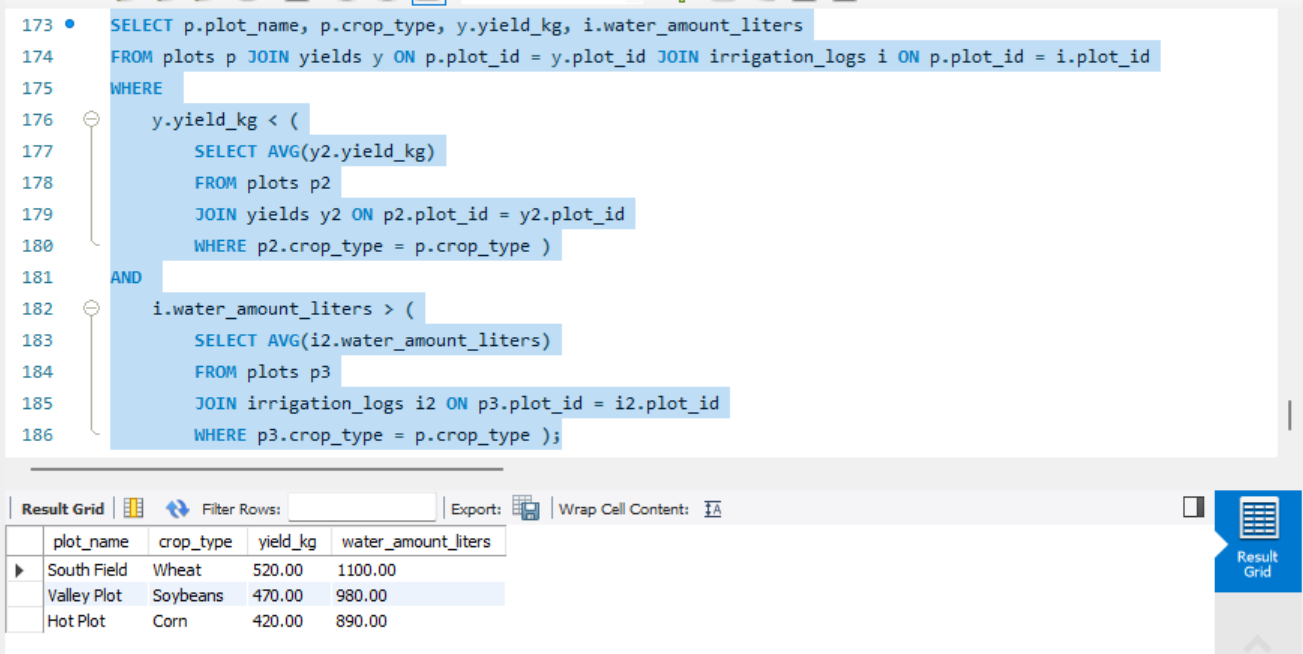 173 SELECT p.plot_name, p.crop_type, y.yield_kg, i.water_amount_liters
174 FROM plots p JOIN yields y ON p.plot_id = y.plot_id JOIN irrigation_logs i ON p.plot_id = i.plot_id
175 WHERE
176 y.yield_kg < (
177 SELECT AVG(y2.yield_kg)
178 FROM plots p2
179 JOIN yields y2 ON p2.plot_id = y2.plot_id
180 WHERE p2.crop_type = p.crop_type )
181 AND
182 i.water_amount_liters > (
183 SELECT AVG(i2.water_amount_liters)
184 FROM plots p3
185 JOIN irrigation_logs i2 ON p3.plot_id = i2.plot_id
186 WHERE p3.crop_type = p.crop_type );
Result Grid Filter Rows: Export: Wrap Cell Content: IA
plot_name crop_type yield_kg water_amount_liters
South Field Wheat 520.00 1100.00
Valley Plot Soybeans 470.00 980.00
Hot Plot Corn 420.00 890.00
Result
Grid